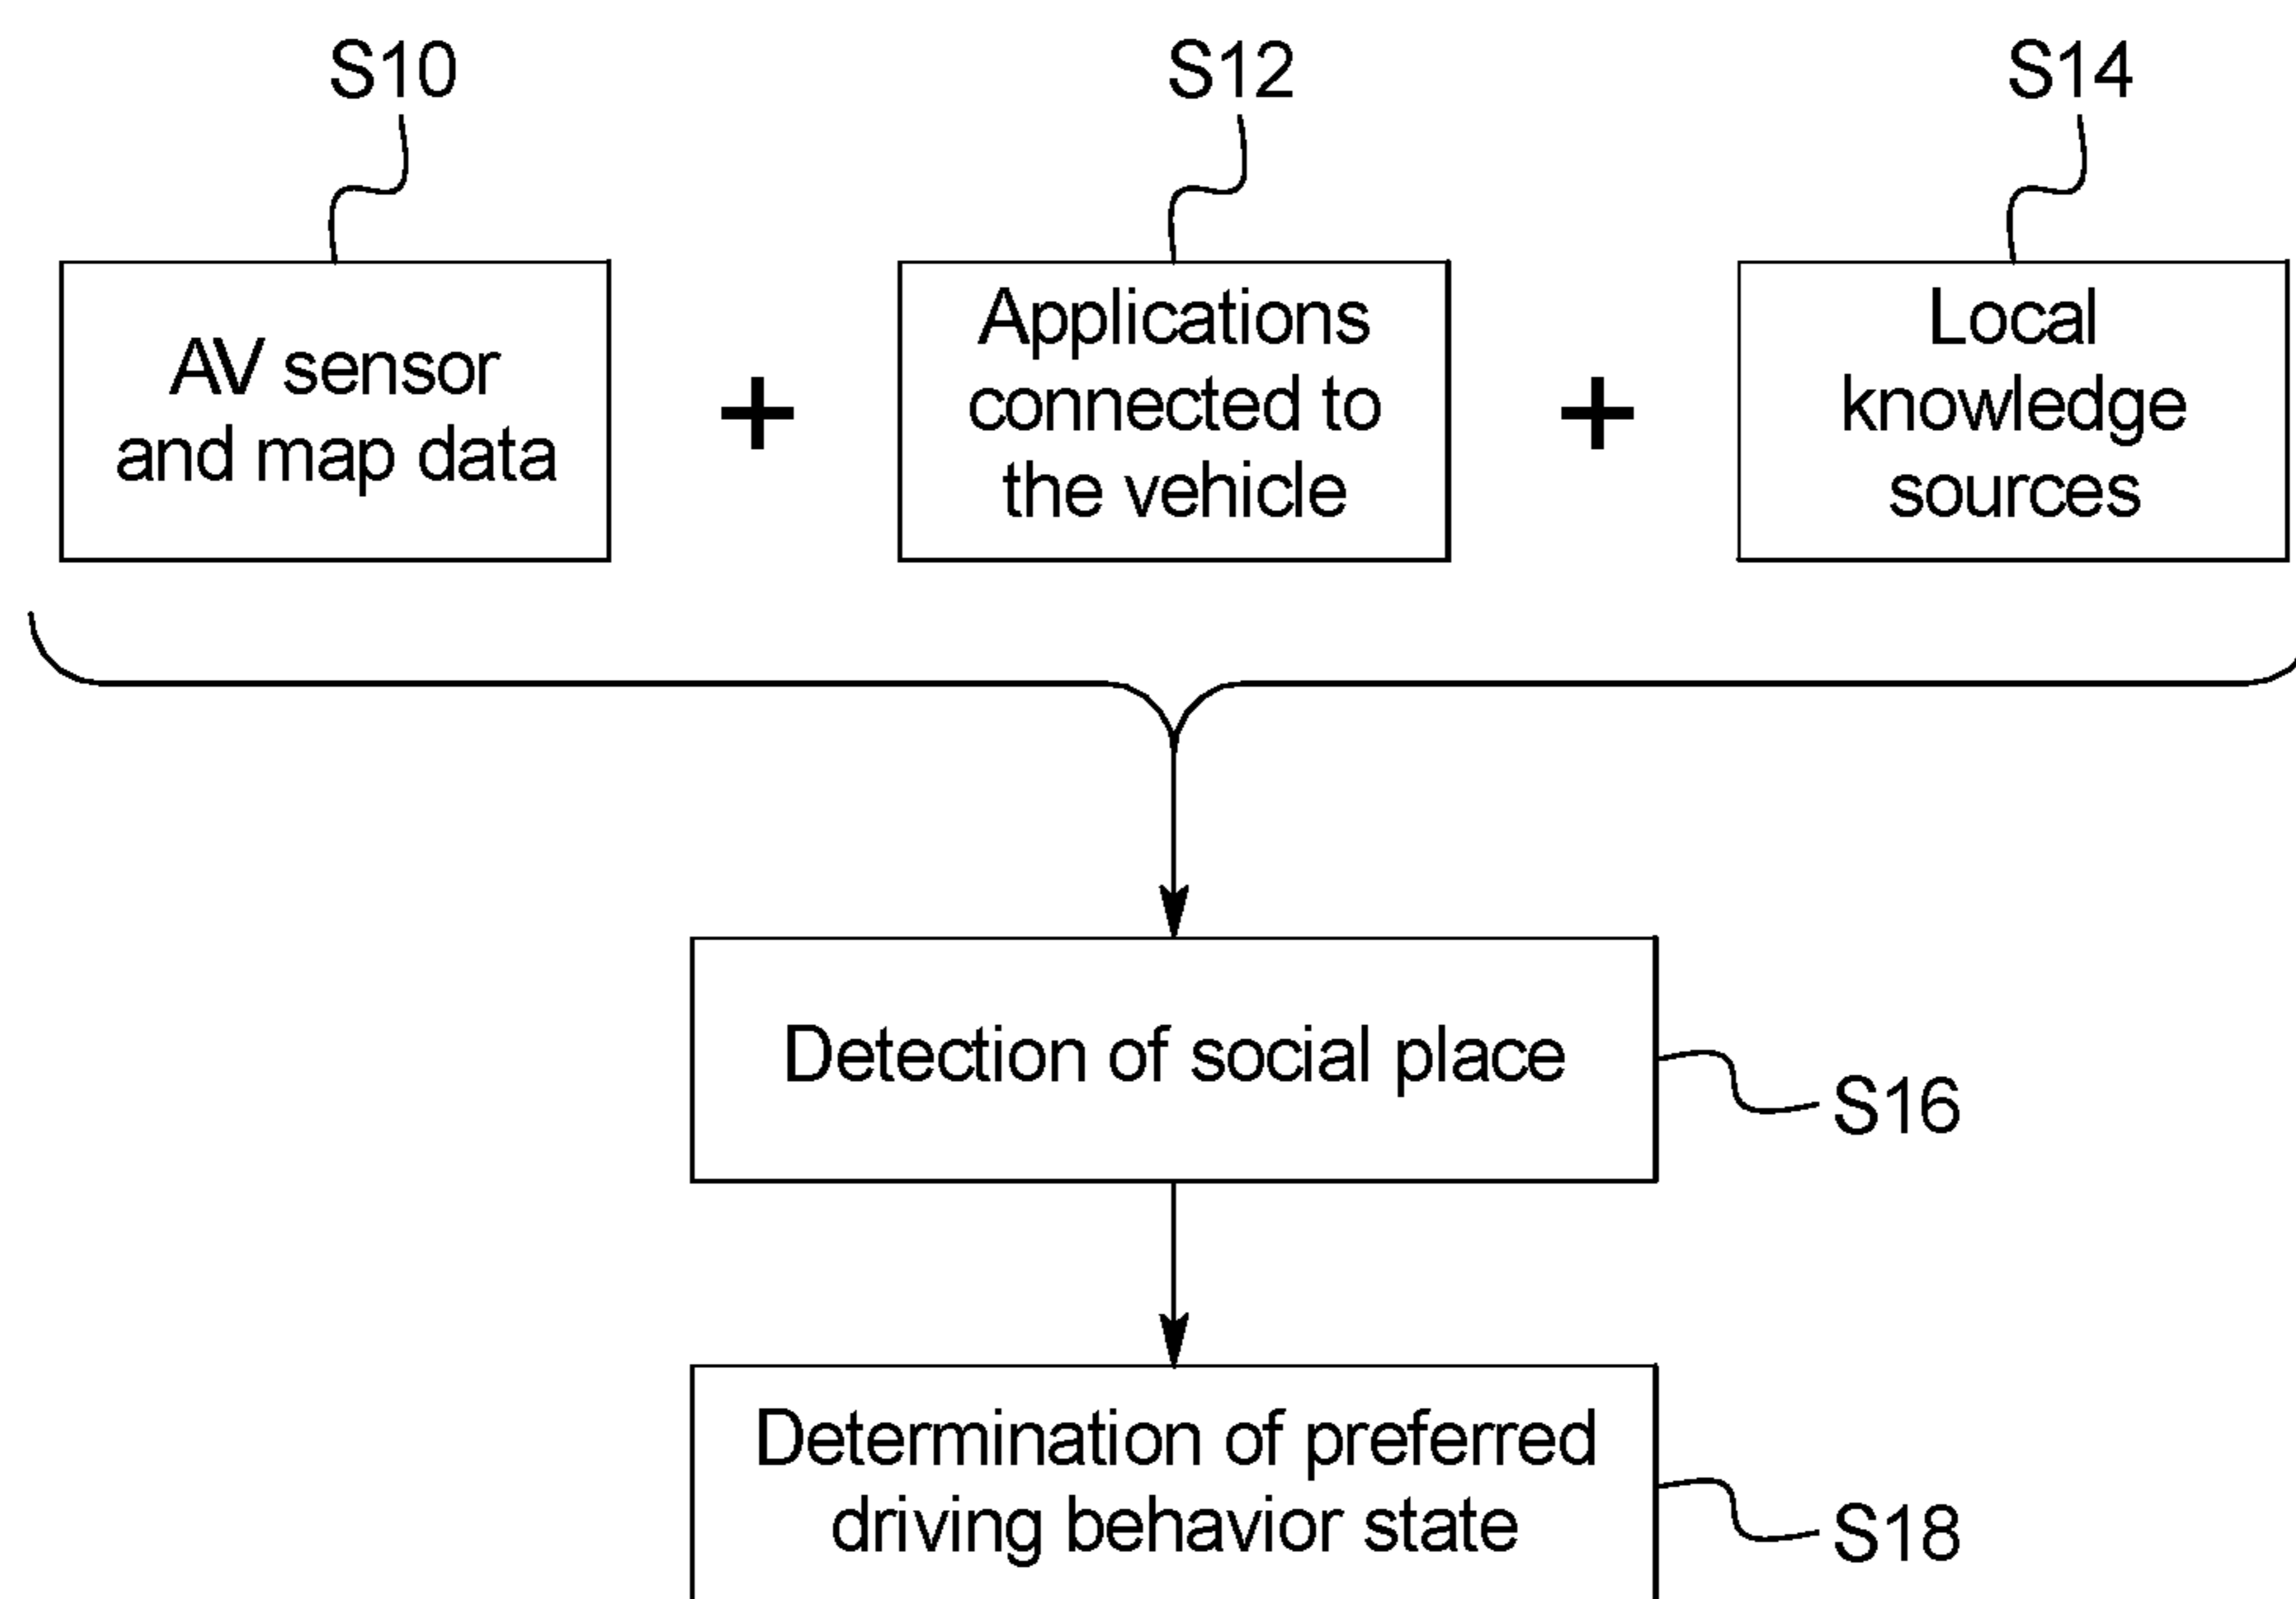 S10
S12
S14
AV sensor
and map data
+
Applications
connected to
the vehicle
+
Local
knowledge
sources
Detection of social place
S16
Determination of preferred
driving behavior state
S18